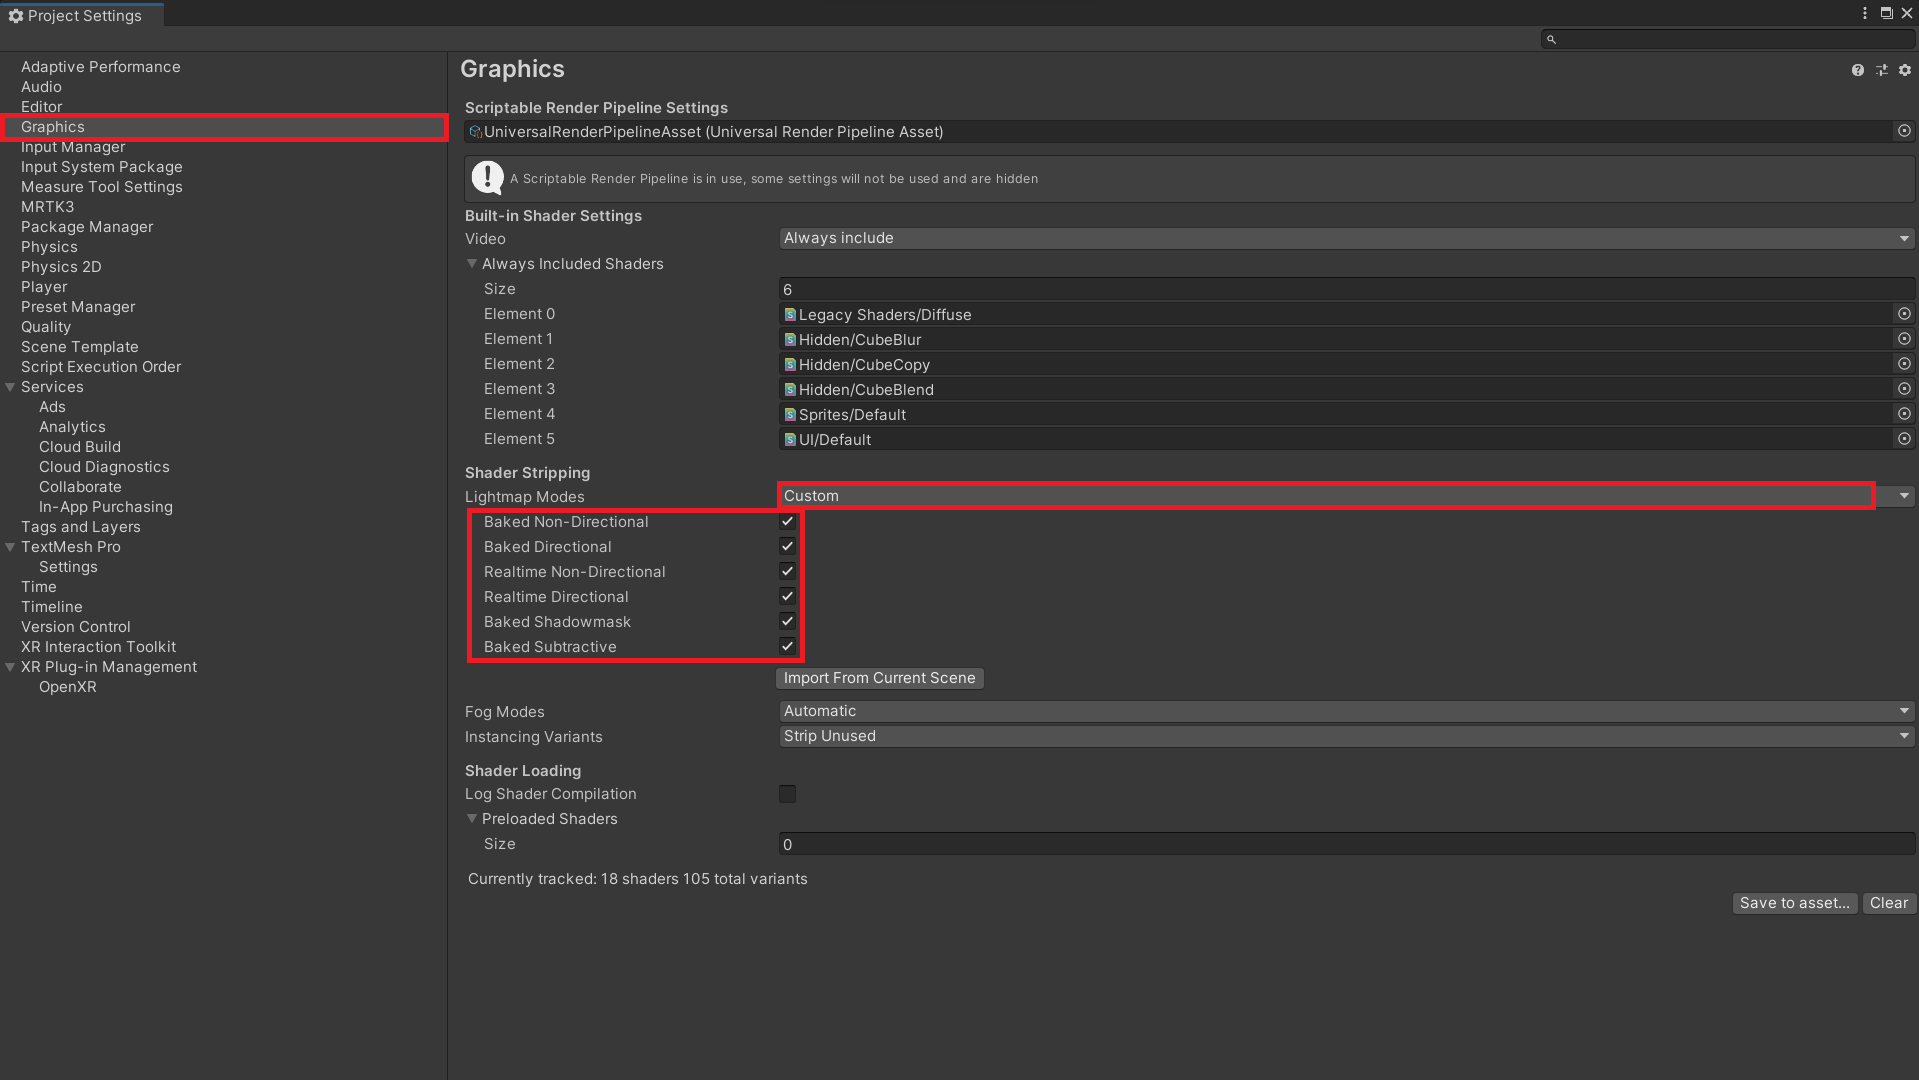 Project Settings
Adaptive Performance
Audio
Editor
Graphics
Input Manager
Input System Package
Measure Tool Settings
MRTK3
Package Manager
Physics
Physics 2D
Player
Preset Manager
Quality
Scene Template
Script Execution Order
Services
Ads
Analytics
Cloud Build
Cloud Diagnostics
Collaborate
In-App Purchasing
Tags and Layers
TextMesh Pro
Settings
Time
Timeline
Version Control
XR Interaction Toolkit
XR Plug-in Management
OpenXR
Graphics
Scriptable Render Pipeline Settings
UniversalRenderPipelineAsset (Universal Render Pipeline Asset)
A Scriptable Render Pipeline is in use, some settings will not be used and are hidden
Built-in Shader Settings
Video Always include
Always Included Shaders
Size 6
Element 0 Legacy Shaders/Diffuse
Element 1 Hidden/CubeBlur
Element 2 Hidden/CubeCopy
Element 3 Hidden/CubeBlend
Element 4 Sprites/Default
Element 5 UI/Default
Shader Stripping
Lightmap Modes Custom
Baked Non-Directional
Baked Directional
Realtime Non-Directional
Realtime Directional
Baked Shadowmask
Baked Subtractive
Import From Current Scene
Fog Modes Automatic
Instancing Variants Strip Unused
Shader Loading
Log Shader Compilation
Preloaded Shaders
Size 0
Currently tracked: 18 shaders 105 total variants
Save to asset... Clear